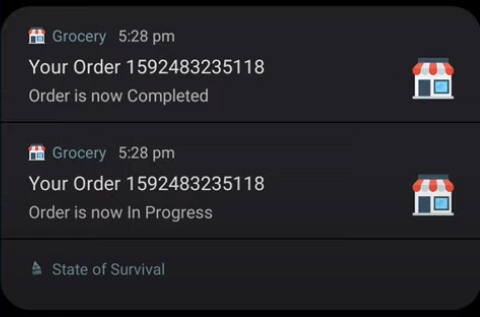 Grocery 5:28 pm
Your Order 1592483235118
Order is now Completed
Grocery 5:28 pm
Your Order 1592483235118
Order is now In Progress
State of Survival